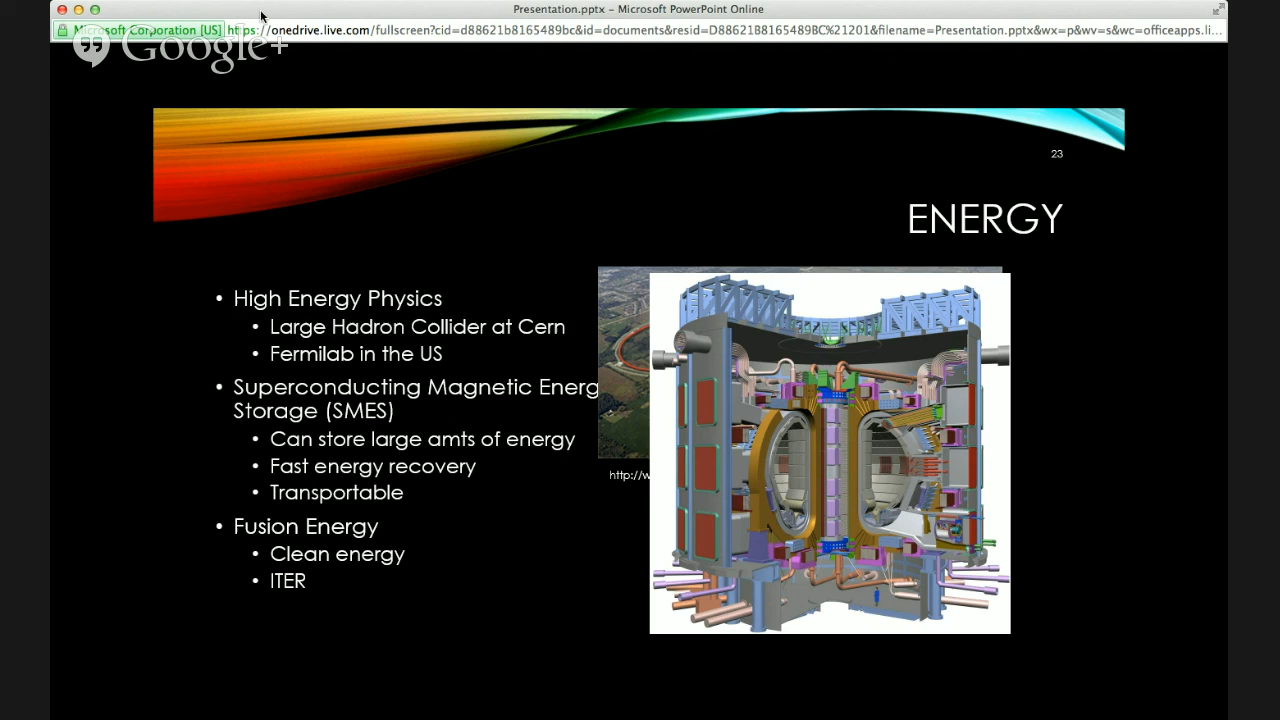 Presentation.pptx – Microsoft PowerPoint Online
Microsoft Corporation [US] https://onedrive.live.com/fullscreen?cid=d88621b8165489bc&id=documents&resid=D88621B8165489BC%21201&filename=Presentation.pptx&wx=p&wv=s&wc=officeapps.li...
Google+
23
ENERGY
• High Energy Physics
• Large Hadron Collider at Cern
• Fermilab in the US
• Superconducting Magnetic Energ
Storage (SMES)
• Can store large amts of energy
• Fast energy recovery
http://w
• Transportable
• Fusion Energy
• Clean energy
• ITER